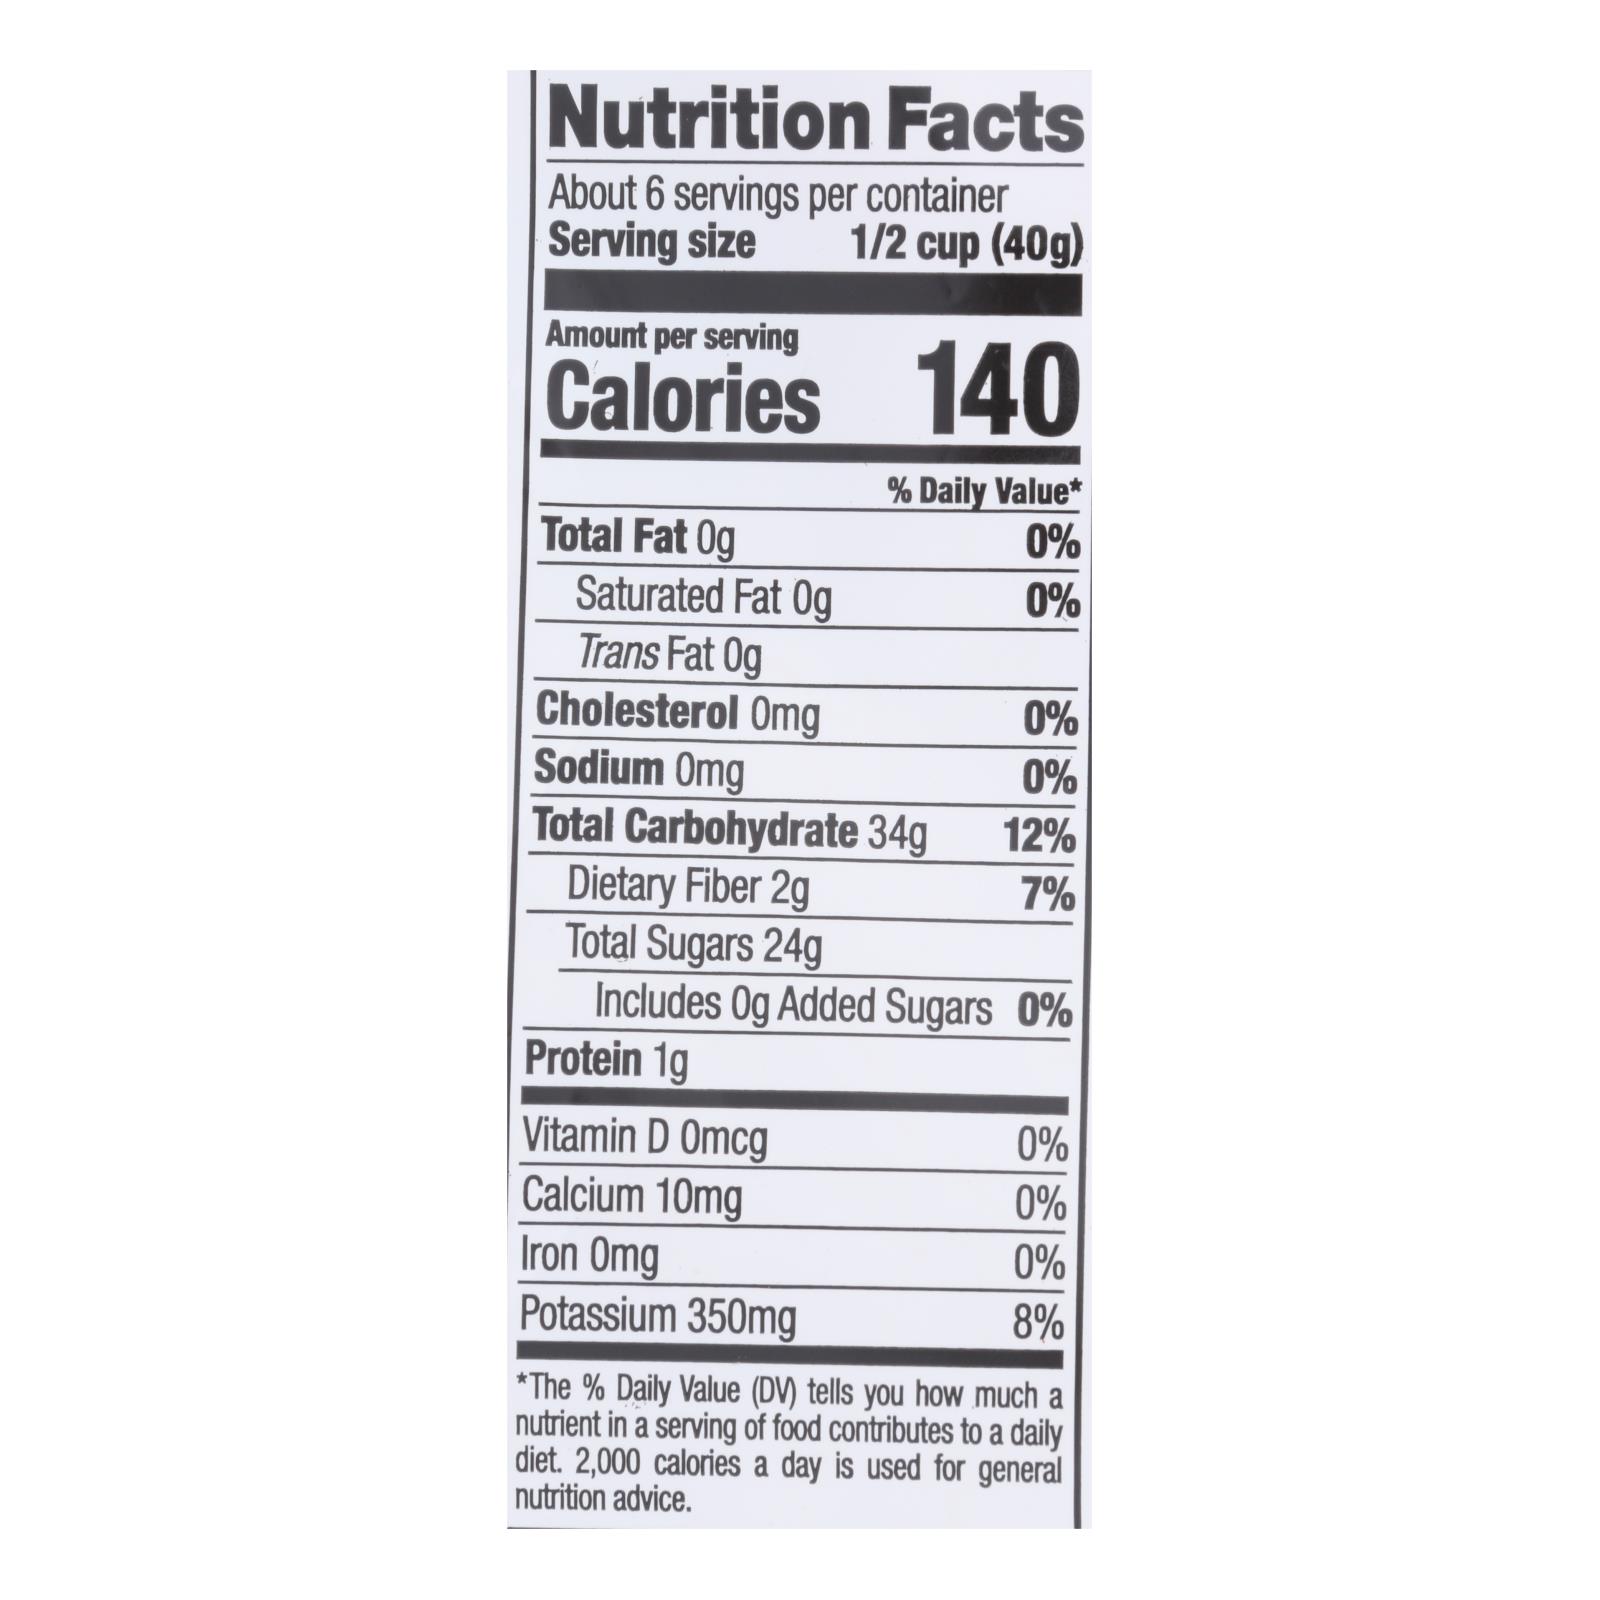 Nutrition Facts
About 6 servings per container
Serving size 1/2 cup (40g)
Amount per serving
Calories 140
% Daily Value*
Total Fat 0g 0%
Saturated Fat 0g 0%
Trans Fat 0g
Cholesterol 0mg 0%
Sodium 0mg 0%
Total Carbohydrate 34g 12%
Dietary Fiber 2g 7%
Total Sugars 24g
Includes 0g Added Sugars 0%
Protein 1g
Vitamin D 0mcg 0%
Calcium 10mg 0%
Iron 0mg 0%
Potassium 350mg 8%
*The % Daily Value (DV) tells you how much a
nutrient in a serving of food contributes to a daily
diet. 2,000 calories a day is used for general
nutrition advice.